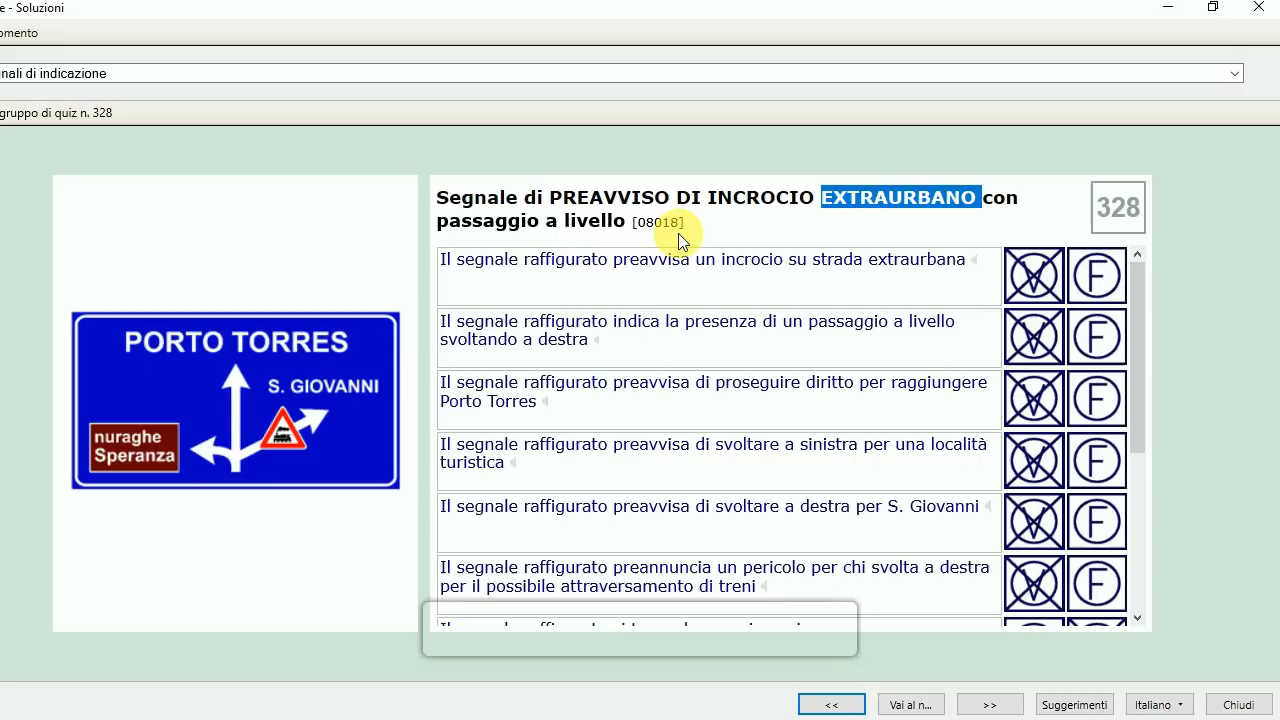 e - Soluzioni
omento
nali di indicazione
gruppo di quiz n. 328
PORTO TORRES
S. GIOVANNI
nuraghe
Speranza
Segnale di PREAVVISO DI INCROCIO EXTRAURBANO con
passaggio a livello [08018]
328
Il segnale raffigurato preavvisa un incrocio su strada extraurbana
V F
Il segnale raffigurato indica la presenza di un passaggio a livello
svoltando a destra
V F
Il segnale raffigurato preavvisa di proseguire diritto per raggiungere
Porto Torres
V F
Il segnale raffigurato preavvisa di svoltare a sinistra per una località
turistica
V F
Il segnale raffigurato preavvisa di svoltare a destra per S. Giovanni
V F
Il segnale raffigurato preannuncia un pericolo per chi svolta a destra
per il possibile attraversamento di treni
V F
<< Vai al n... >> Suggerimenti Italiano Chiudi